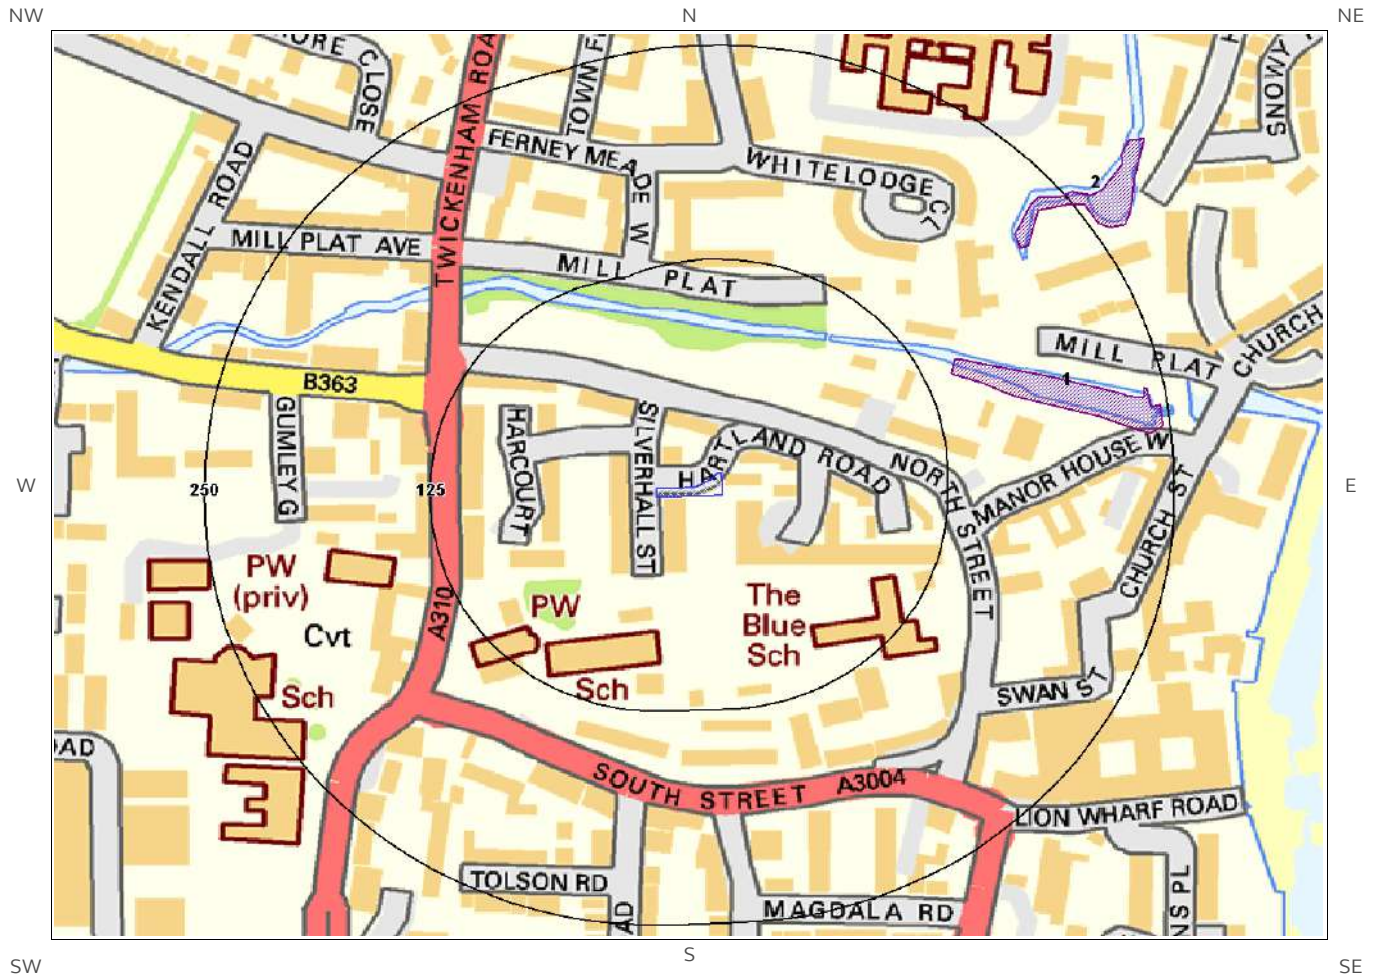 NW
N
NE
ORE
CLOSE
TWICKENHAM ROA
TOWN F
YMONS
FERNEY MEADE W
WHITELODGE CL
KENDALL ROAD
2
MILL PLAT AVE
MILL PLAT
CHURCH
MILL PLAT
1
B363
GUMLEY G
HARCOURT
SILVERHALL ST
HARTLAND ROAD
NORTH STREET
MANOR HOUSE W
CHURCH ST
W
250
125
E
PW
(priv)
Cvt
Sch
A310
PW
Sch
The
Blue
Sch
SWAN ST
OAD
SOUTH STREET
A3004
LION WHARF ROAD
TOLSON RD
AD
MAGDALA RD
NS PL
SW
S
SE